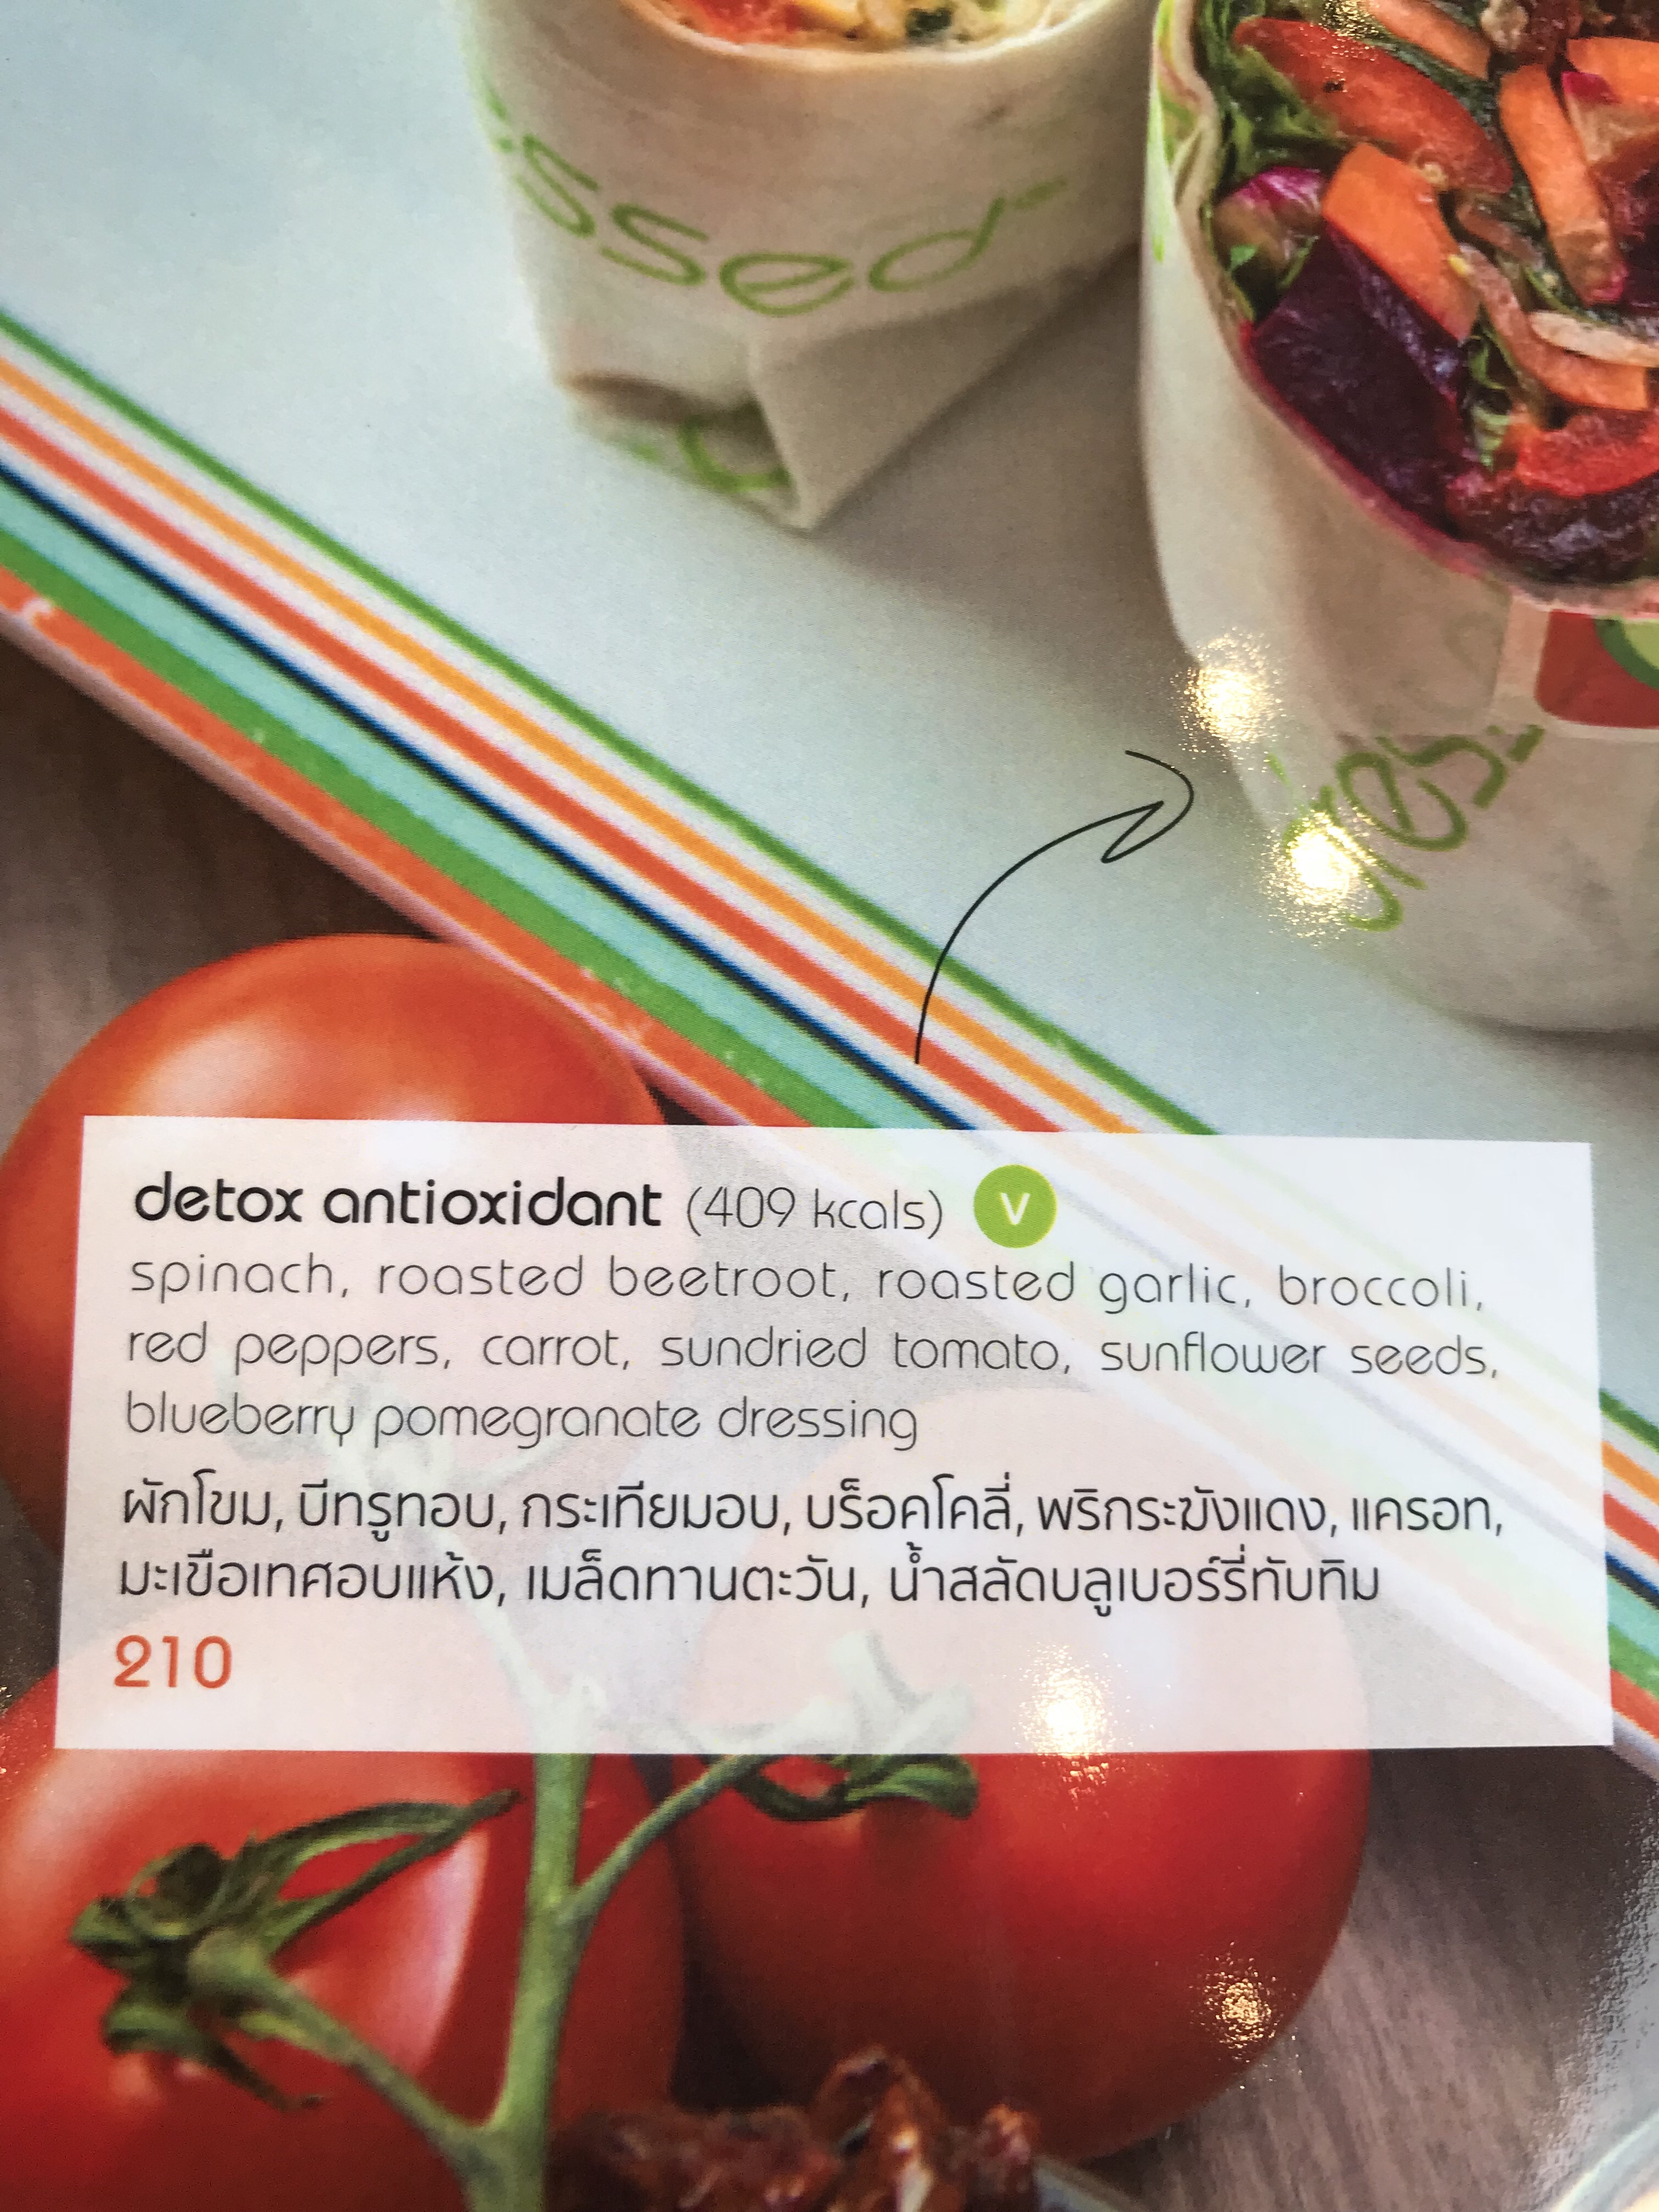 ssed
detox antioxidant (409 kcals) V
spinach, roasted beetroot, roasted garlic, broccoli,
red peppers, carrot, sundried tomato, sunflower seeds,
blueberry pomegranate dressing
ผักโขม, บีทรูทอบ, กระเทียมอบ, บร็อคโคลี่, พริกระฆังแดง, แครอท,
มะเขือเทศอบแห้ง, เมล็ดทานตะวัน, น้ำสลัดบลูเบอร์รี่ทับทิม
210